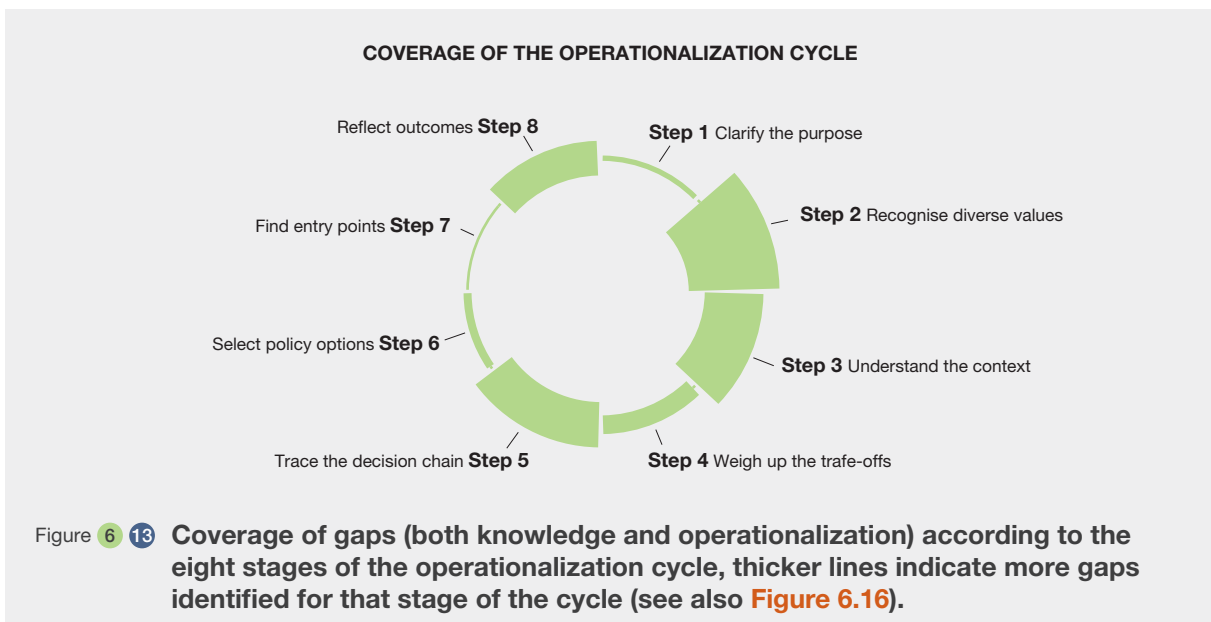 COVERAGE OF THE OPERATIONALIZATION CYCLE
Reflect outcomes Step 8
Step 1 Clarify the purpose
Find entry points Step 7
Step 2 Recognise diverse values
Select policy options Step 6
Step 3 Understand the context
Trace the decision chain Step 5
Step 4 Weigh up the trafe-offs
Figure 6 13 Coverage of gaps (both knowledge and operationalization) according to the
eight stages of the operationalization cycle, thicker lines indicate more gaps
identified for that stage of the cycle (see also Figure 6.16).